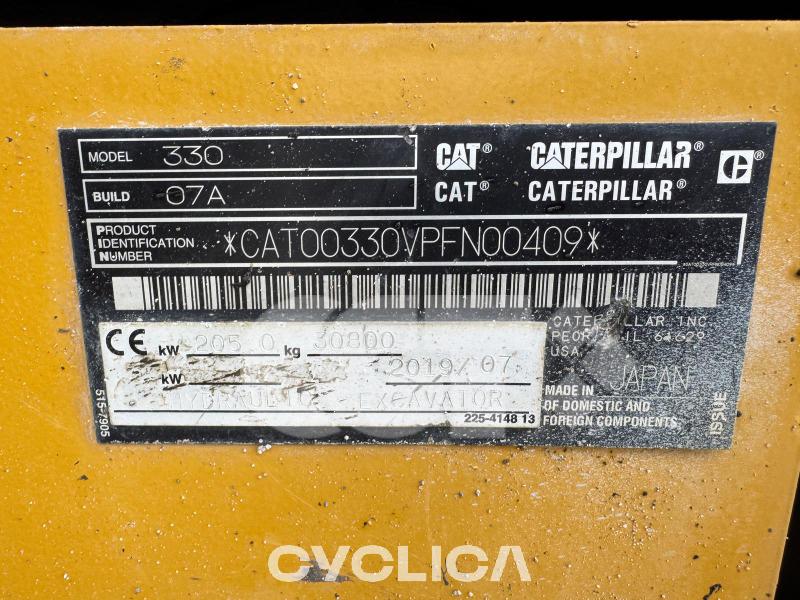 MODEL 330
CAT® CATERPILLAR®
BUILD 07A
CAT® CATERPILLAR®
PRODUCT IDENTIFICATION NUMBER *CAT00330VPFN00409*
CE kW 205.0 kg 30800
kW 2019/07
HYDRAULIC EXCAVATOR
225-4148 13
515-7905
CATERPILLAR INC
PEORIA IL 61629
USA
MADE IN JAPAN
OF DOMESTIC AND
FOREIGN COMPONENTS
ISSUE
CYCLICA